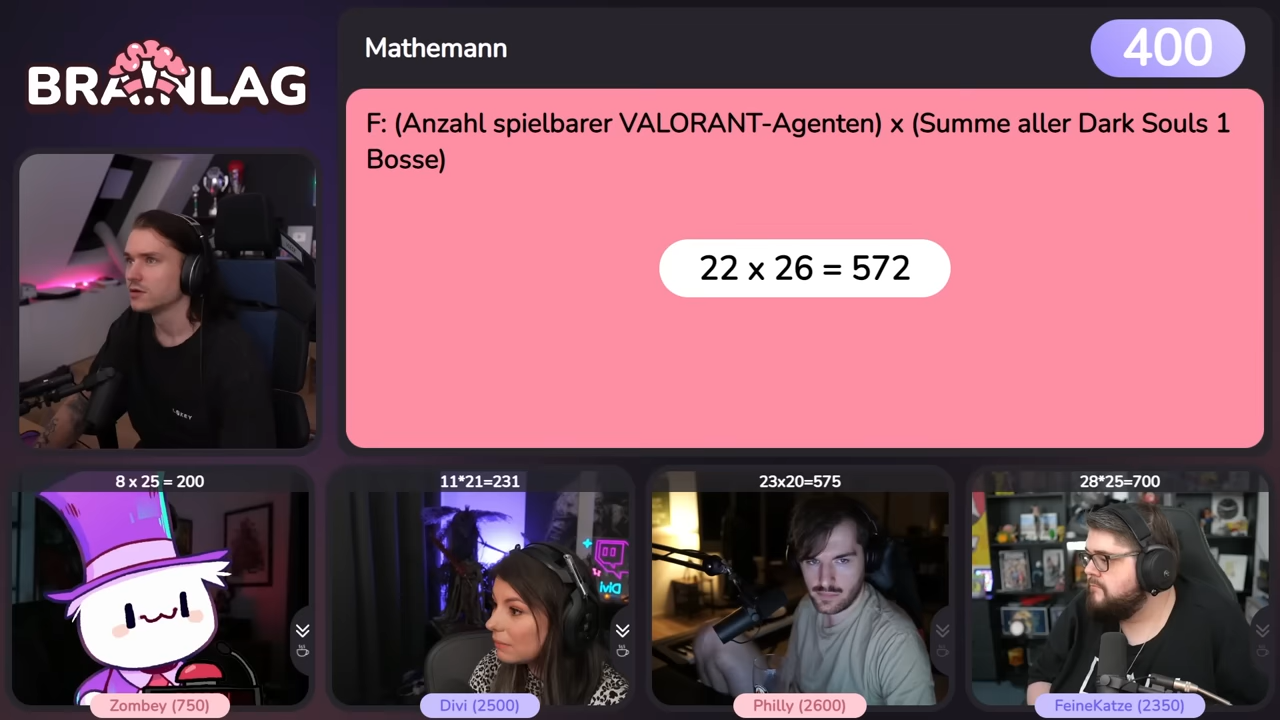 BRAINLAG
Mathemann
400
F: (Anzahl spielbarer VALORANT-Agenten) x (Summe aller Dark Souls 1
Bosse)
22 x 26 = 572
8 x 25 = 200
11*21=231
23x20=575
28*25=700
Zombey (750)
Divi (2500)
Philly (2600)
FeineKatze (2350)